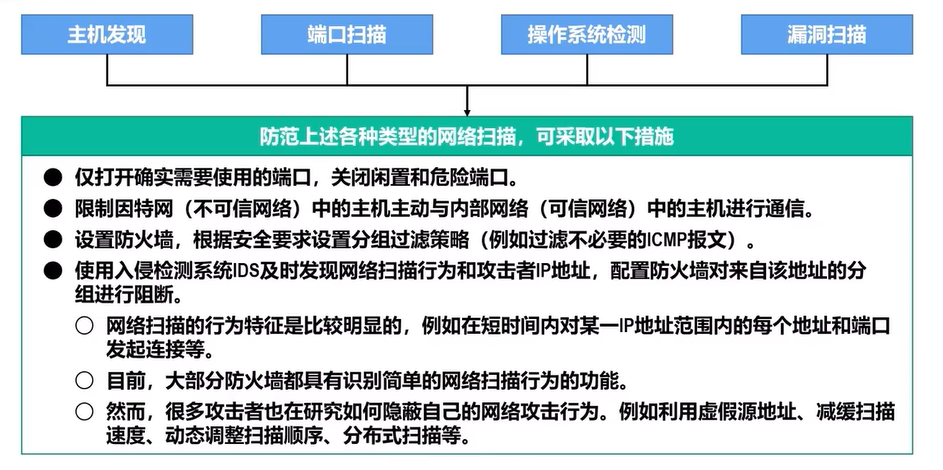 主机发现
端口扫描
操作系统检测
漏洞扫描
防范上述各种类型的网络扫描，可采取以下措施
● 仅打开确实需要使用的端口，关闭闲置和危险端口。
● 限制因特网（不可信网络）中的主机主动与内部网络（可信网络）中的主机进行通信。
● 设置防火墙，根据安全要求设置分组过滤策略（例如过滤不必要的ICMP报文）。
● 使用入侵检测系统IDS及时发现网络扫描行为和攻击者IP地址，配置防火墙对来自该地址的分
组进行阻断。
○ 网络扫描的行为特征是比较明显的，例如在短时间内对某一IP地址范围内的每个地址和端口
发起连接等。
○ 目前，大部分防火墙都具有识别简单的网络扫描行为的功能。
○ 然而，很多攻击者也在研究如何隐蔽自己的网络攻击行为。例如利用虚假源地址、减缓扫描
速度、动态调整扫描顺序、分布式扫描等。